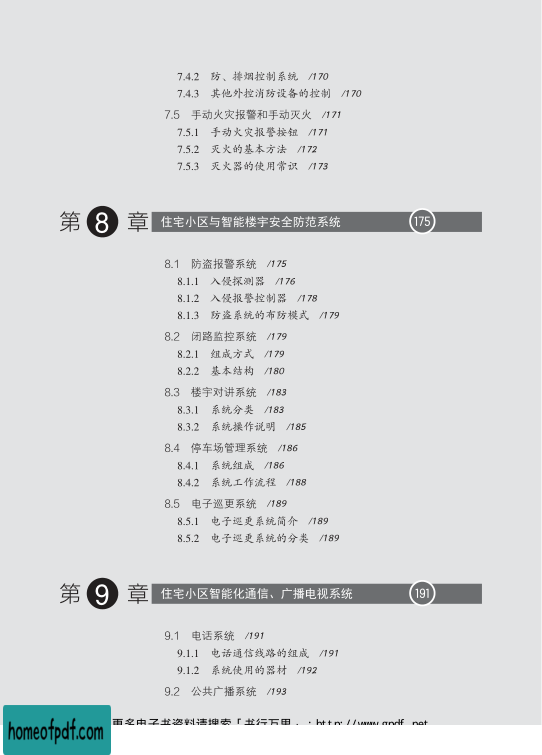 7.4.2 防、排烟控制系统 /170
7.4.3 其他外控消防设备的控制 /170
7.5 手动火灾报警和手动灭火 /171
7.5.1 手动火灾报警按钮 /171
7.5.2 灭火的基本方法 /172
7.5.3 灭火器的使用常识 /173
第 8 章 住宅小区与智能楼宇安全防范系统 175
8.1 防盗报警系统 /175
8.1.1 入侵探测器 /176
8.1.2 入侵报警控制器 /178
8.1.3 防盗系统的布防模式 /179
8.2 闭路监控系统 /179
8.2.1 组成方式 /179
8.2.2 基本结构 /180
8.3 楼宇对讲系统 /183
8.3.1 系统分类 /183
8.3.2 系统操作说明 /185
8.4 停车场管理系统 /186
8.4.1 系统组成 /186
8.4.2 系统工作流程 /188
8.5 电子巡更系统 /189
8.5.1 电子巡更系统简介 /189
8.5.2 电子巡更系统的分类 /189
第 9 章 住宅小区智能化通信、广播电视系统 191
9.1 电话系统 /191
9.1.1 电话通信线路的组成 /191
9.1.2 系统使用的器材 /192
9.2 公共广播系统 /193
更多电子书资料请搜索「书行万里
homeofpdf.com